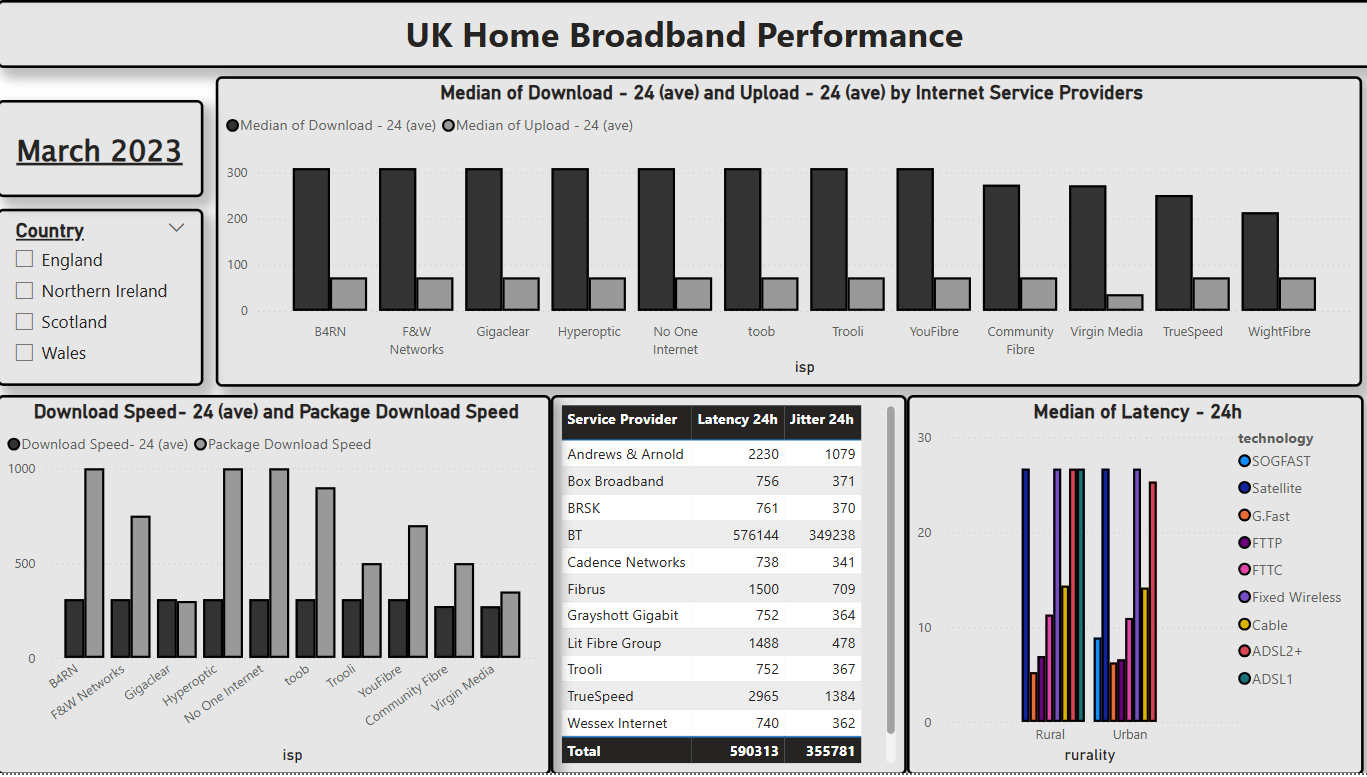 UK Home Broadband Performance
March 2023
Country
England
Northern Ireland
Scotland
Wales
Median of Download - 24 (ave) and Upload - 24 (ave) by Internet Service Providers
Median of Download - 24 (ave) Median of Upload - 24 (ave)
300
200
100
0
B4RN F&W Networks Gigaclear Hyperoptic No One Internet toob Trooli YouFibre Community Fibre Virgin Media TrueSpeed WightFibre
isp
Download Speed- 24 (ave) and Package Download Speed
Download Speed- 24 (ave) Package Download Speed
1000
500
0
B4RN F&W Networks Gigaclear Hyperoptic No One Internet toob Trooli YouFibre Community Fibre Virgin Media
isp
Service Provider Latency 24h Jitter 24h
Andrews & Arnold 2230 1079
Box Broadband 756 371
BRSK 761 370
BT 576144 349238
Cadence Networks 738 341
Fibrus 1500 709
Grayshott Gigabit 752 364
Lit Fibre Group 1488 478
Trooli 752 367
TrueSpeed 2965 1384
Wessex Internet 740 362
Total 590313 355781
Median of Latency - 24h
30
20
10
0
Rural Urban
rurality
technology
SOGFAST
Satellite
G.Fast
FTTP
FTTC
Fixed Wireless
Cable
ADSL2+
ADSL1